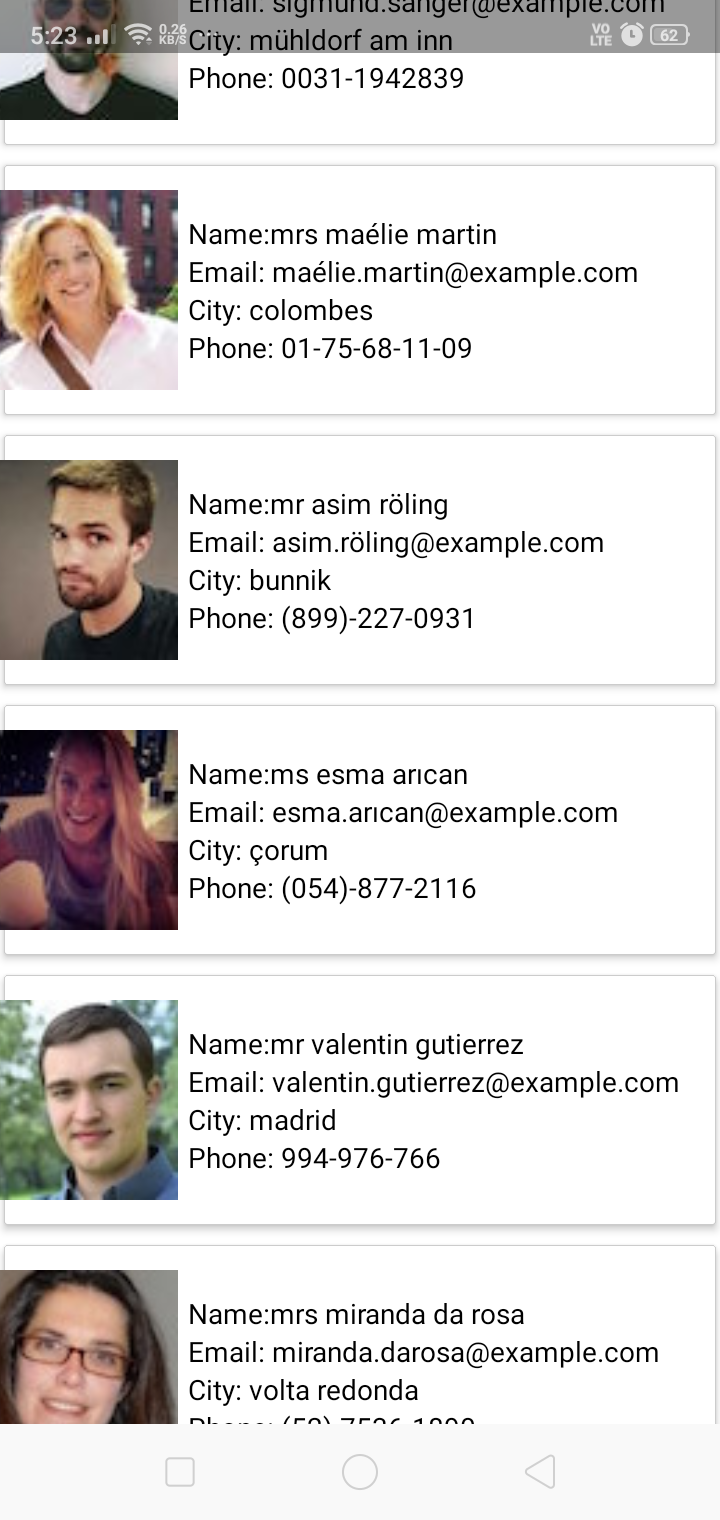 Email: sigmund.sänger@example.com
5:23 0.26 KB/S VO LTE 62
City: mühldorf am inn
Phone: 0031-1942839
Name:mrs maélie martin
Email: maélie.martin@example.com
City: colombes
Phone: 01-75-68-11-09
Name:mr asim röling
Email: asim.röling@example.com
City: bunnik
Phone: (899)-227-0931
Name:ms esma arıcan
Email: esma.arıcan@example.com
City: çorum
Phone: (054)-877-2116
Name:mr valentin gutierrez
Email: valentin.gutierrez@example.com
City: madrid
Phone: 994-976-766
Name:mrs miranda da rosa
Email: miranda.darosa@example.com
City: volta redonda
Phone: